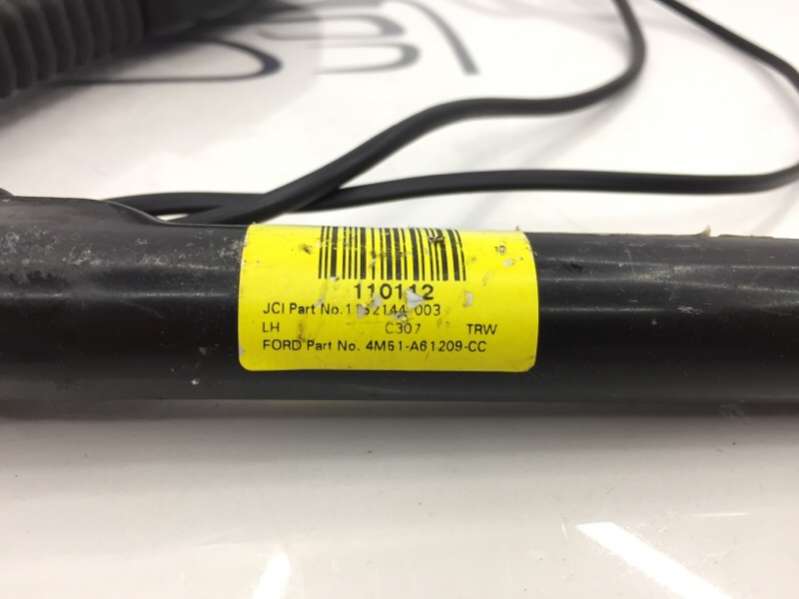 110112
JCI Part No.
LH C307 TRW
FORD Part No. 4M51-A61209-CC